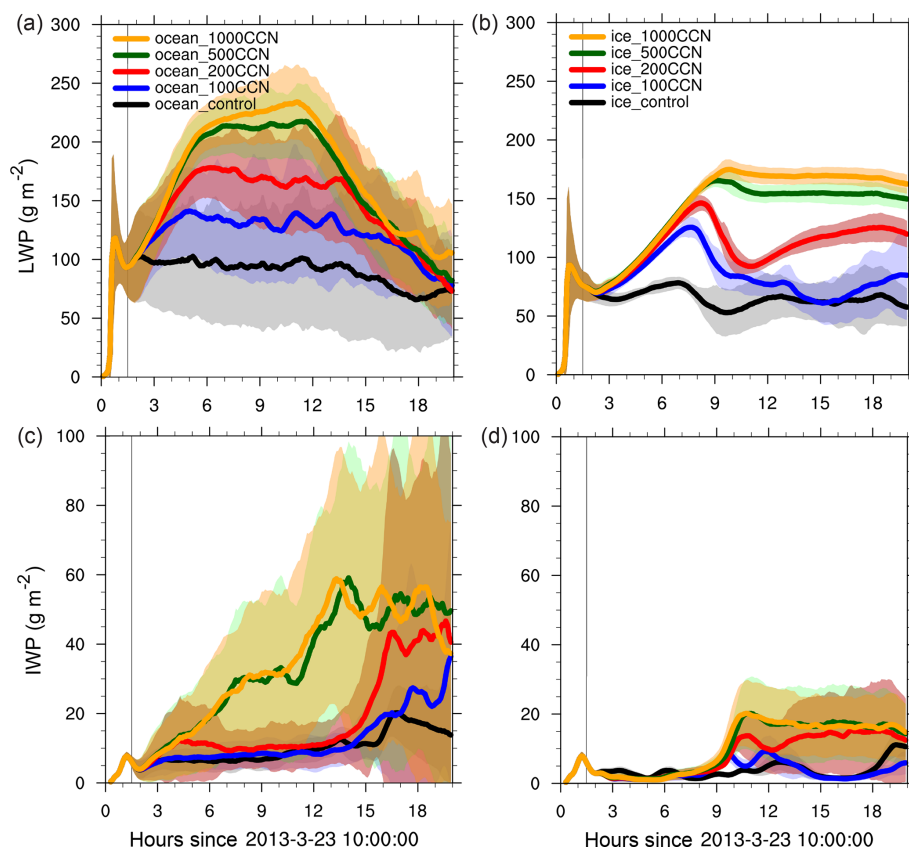 (a)
300
250
200
150
100
50
0
LWP (g m⁻²)
ocean_1000CCN
ocean_500CCN
ocean_200CCN
ocean_100CCN
ocean_control
0 3 6 9 12 15 18
(b)
300
250
200
150
100
50
0
ice_1000CCN
ice_500CCN
ice_200CCN
ice_100CCN
ice_control
0 3 6 9 12 15 18
(c)
100
80
60
40
20
0
IWP (g m⁻²)
0 3 6 9 12 15 18
Hours since 2013-3-23 10:00:00
(d)
100
80
60
40
20
0
0 3 6 9 12 15 18
Hours since 2013-3-23 10:00:00